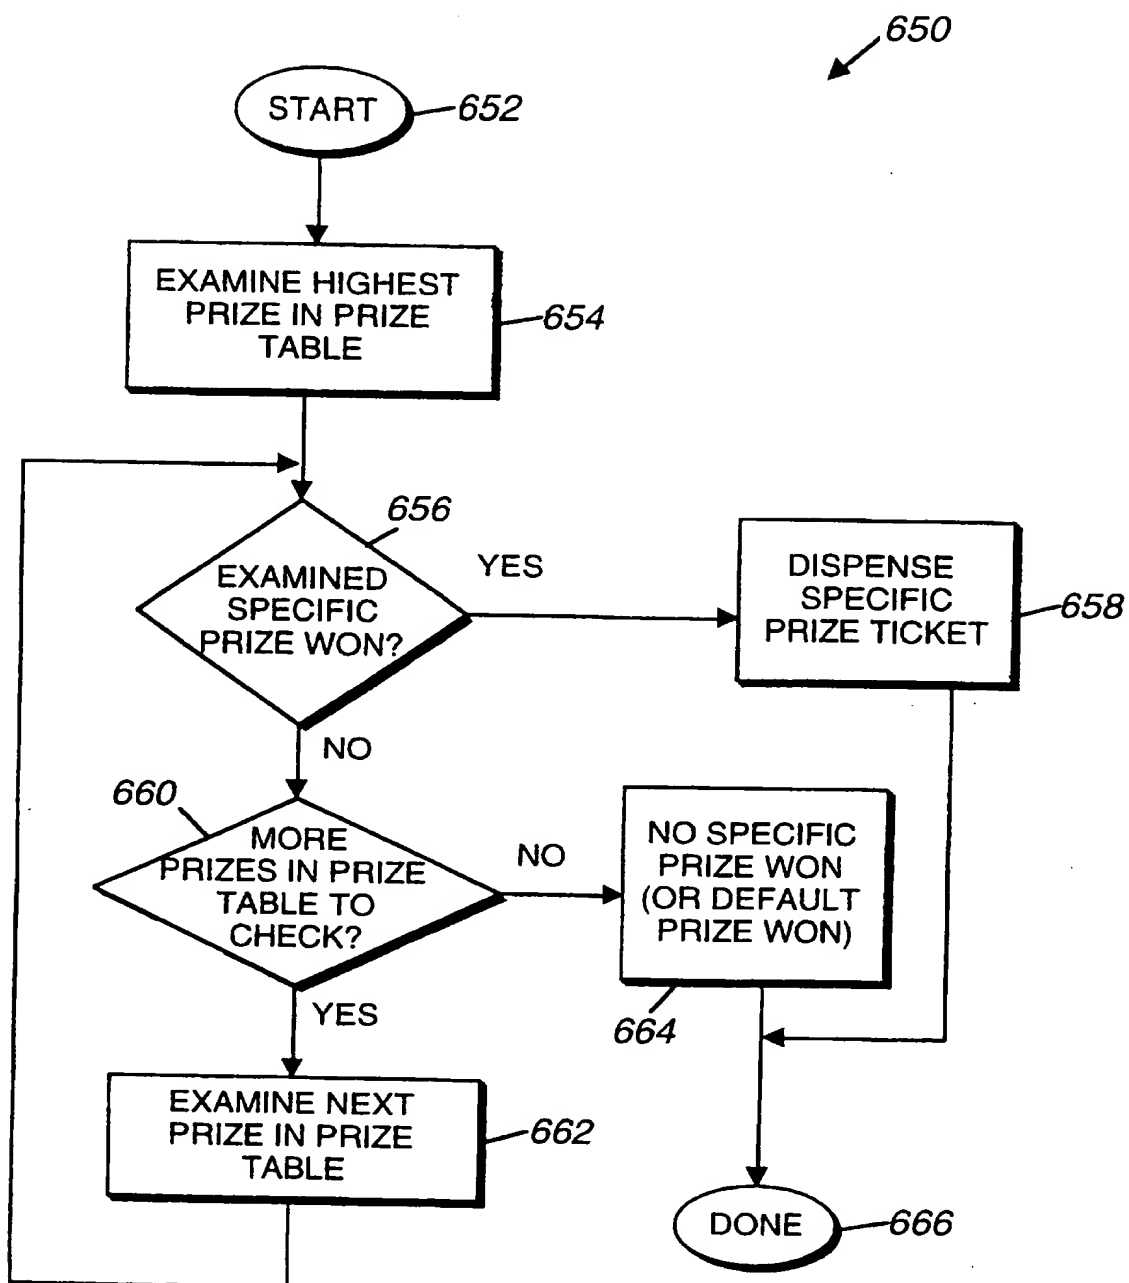 650
START
652
EXAMINE HIGHEST
PRIZE IN PRIZE
TABLE
654
656
EXAMINED
SPECIFIC
PRIZE WON?
YES
DISPENSE
SPECIFIC
PRIZE TICKET
658
NO
660
MORE
PRIZES IN PRIZE
TABLE TO
CHECK?
NO
NO SPECIFIC
PRIZE WON
(OR DEFAULT
PRIZE WON)
664
YES
EXAMINE NEXT
PRIZE IN PRIZE
TABLE
662
DONE
666